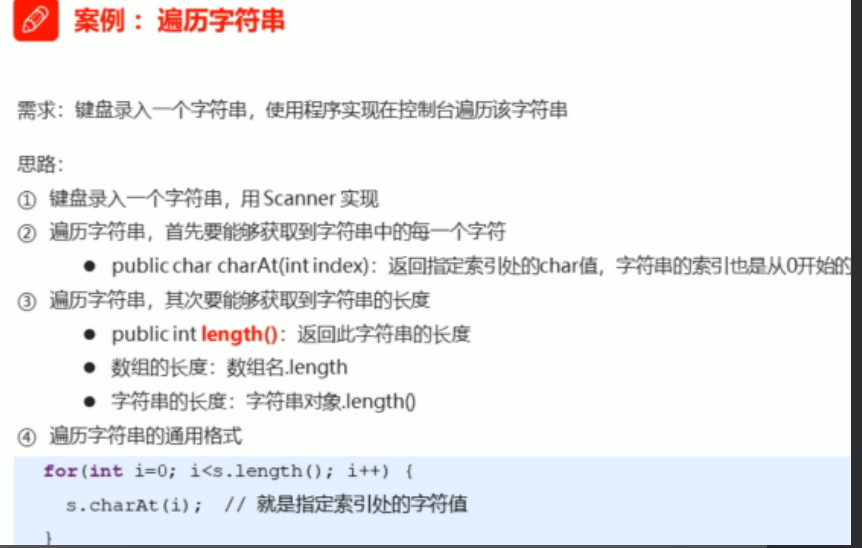 案例 ：遍历字符串
需求：键盘录入一个字符串，使用程序实现在控制台遍历该字符串
思路：
① 键盘录入一个字符串，用 Scanner 实现
② 遍历字符串，首先要能够获取到字符串中的每一个字符
● public char charAt(int index)：返回指定索引处的char值，字符串的索引也是从0开始的
③ 遍历字符串，其次要能够获取到字符串的长度
● public int length()：返回此字符串的长度
● 数组的长度：数组名.length
● 字符串的长度：字符串对象.length()
④ 遍历字符串的通用格式
for(int i=0; i<s.length(); i++) {
s.charAt(i); // 就是指定索引处的字符值
}